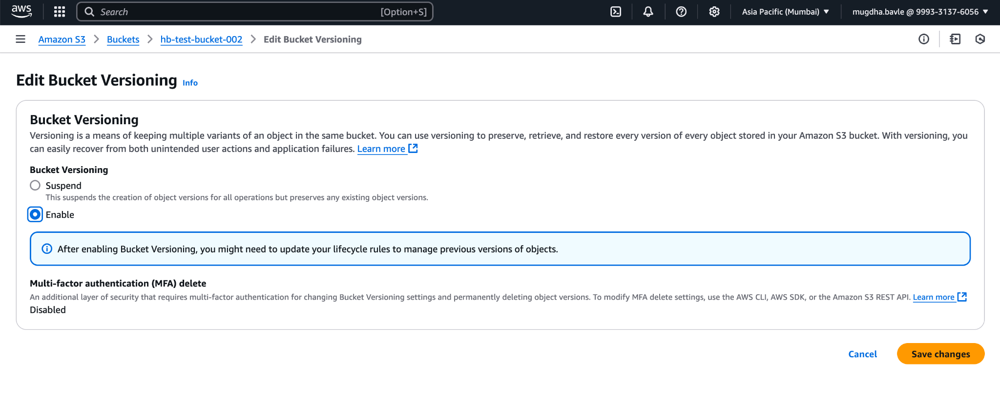 aws
Search [Option+S]
Asia Pacific (Mumbai)
mugdha.bavle @ 9993-3137-6056
Amazon S3 > Buckets > hb-test-bucket-002 > Edit Bucket Versioning
Edit Bucket Versioning Info
Bucket Versioning
Versioning is a means of keeping multiple variants of an object in the same bucket. You can use versioning to preserve, retrieve, and restore every version of every object stored in your Amazon S3 bucket. With versioning, you
can easily recover from both unintended user actions and application failures. Learn more
Bucket Versioning
Suspend
This suspends the creation of object versions for all operations but preserves any existing object versions.
Enable
After enabling Bucket Versioning, you might need to update your lifecycle rules to manage previous versions of objects.
Multi-factor authentication (MFA) delete
An additional layer of security that requires multi-factor authentication for changing Bucket Versioning settings and permanently deleting object versions. To modify MFA delete settings, use the AWS CLI, AWS SDK, or the Amazon S3 REST API. Learn more
Disabled
Cancel
Save changes